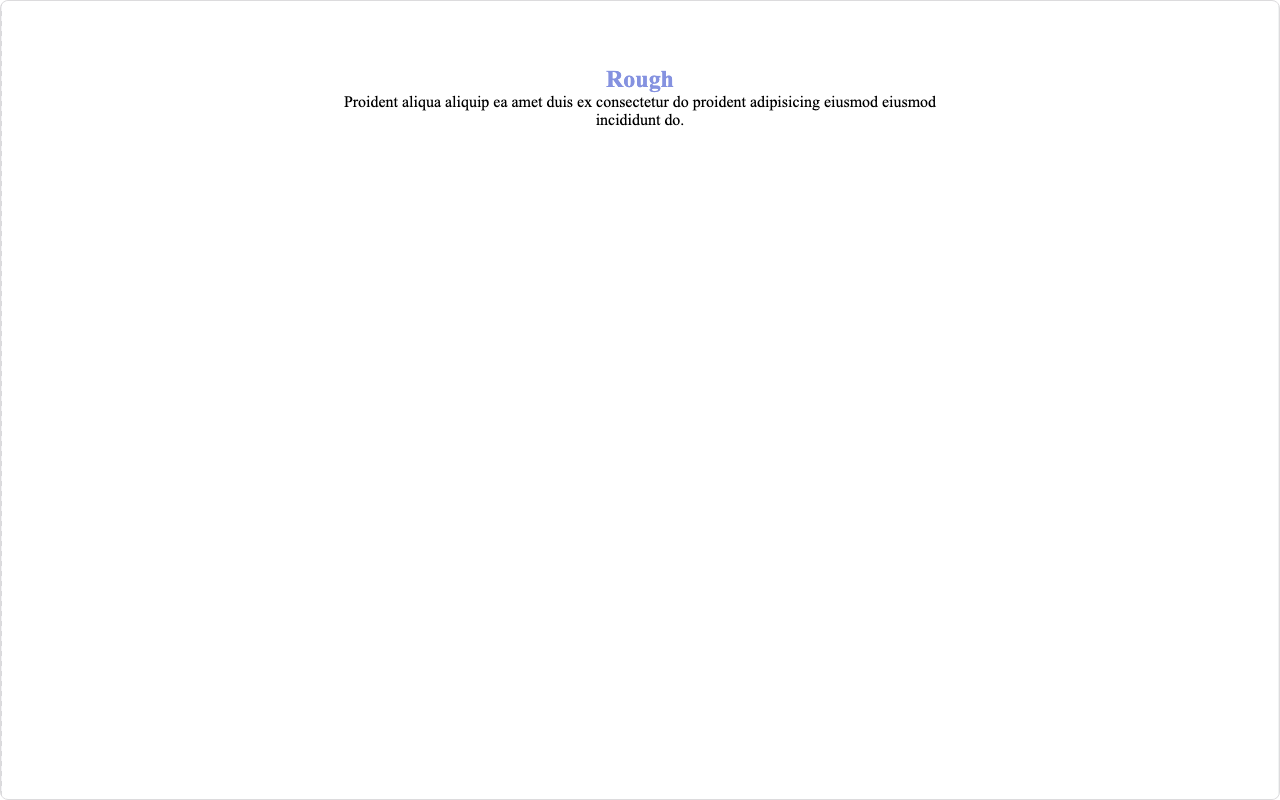 Rough
Proident aliqua aliquip ea amet duis ex consectetur do proident adipisicing eiusmod eiusmod
incididunt do.